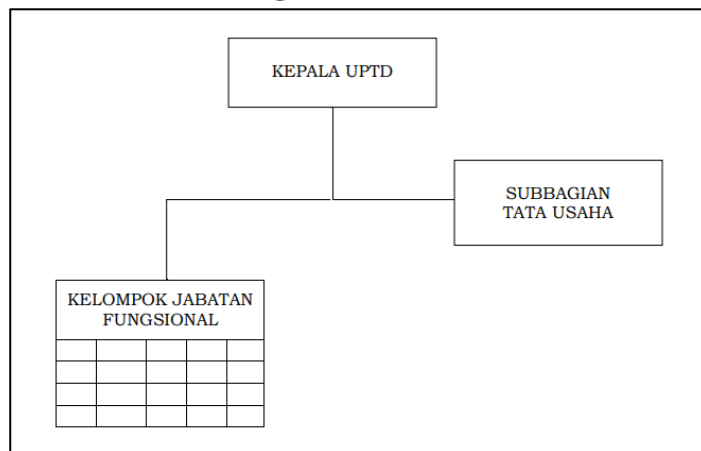 KEPALA UPTD
SUBBAGIAN
TATA USAHA
KELOMPOK JABATAN
FUNGSIONAL